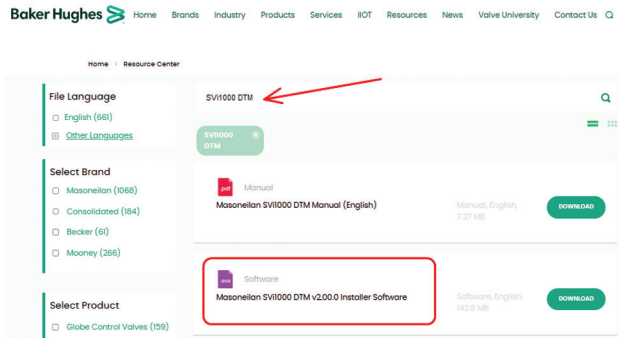 Baker Hughes
Home Brands Industry Products Services IIOT Resources News Valve University Contact Us
Home > Resource Center
File Language
English (661)
Other Languages
Select Brand
Masoneilan (1068)
Consolidated (184)
Becker (61)
Mooney (266)
Select Product
Globe Control Valves (159)
SVi1000 DTM
SVI1000
DTM
.pdf
Manual
Masoneilan SVi1000 DTM Manual (English)
Manual, English,
7.27 MB
DOWNLOAD
.exe
Software
Masoneilan SVi1000 DTM v2.00.0 Installer Software
Software, English,
142.8 MB
DOWNLOAD